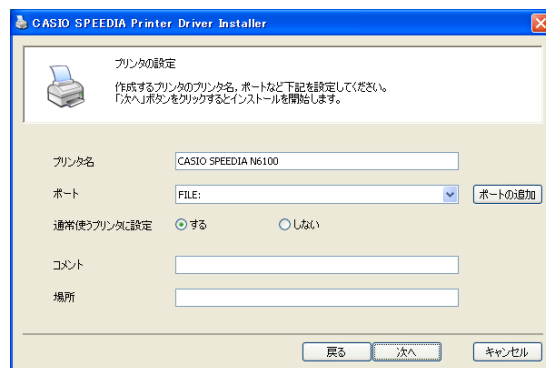 CASIO SPEEDIA Printer Driver Installer
プリンタの設定
作成するプリンタのプリンタ名，ポートなど下記を設定してください。
「次へ」ボタンをクリックするとインストールを開始します。
プリンタ名 CASIO SPEEDIA N6100
ポート FILE: ポートの追加
通常使うプリンタに設定 する しない
コメント
場所
戻る 次へ キャンセル